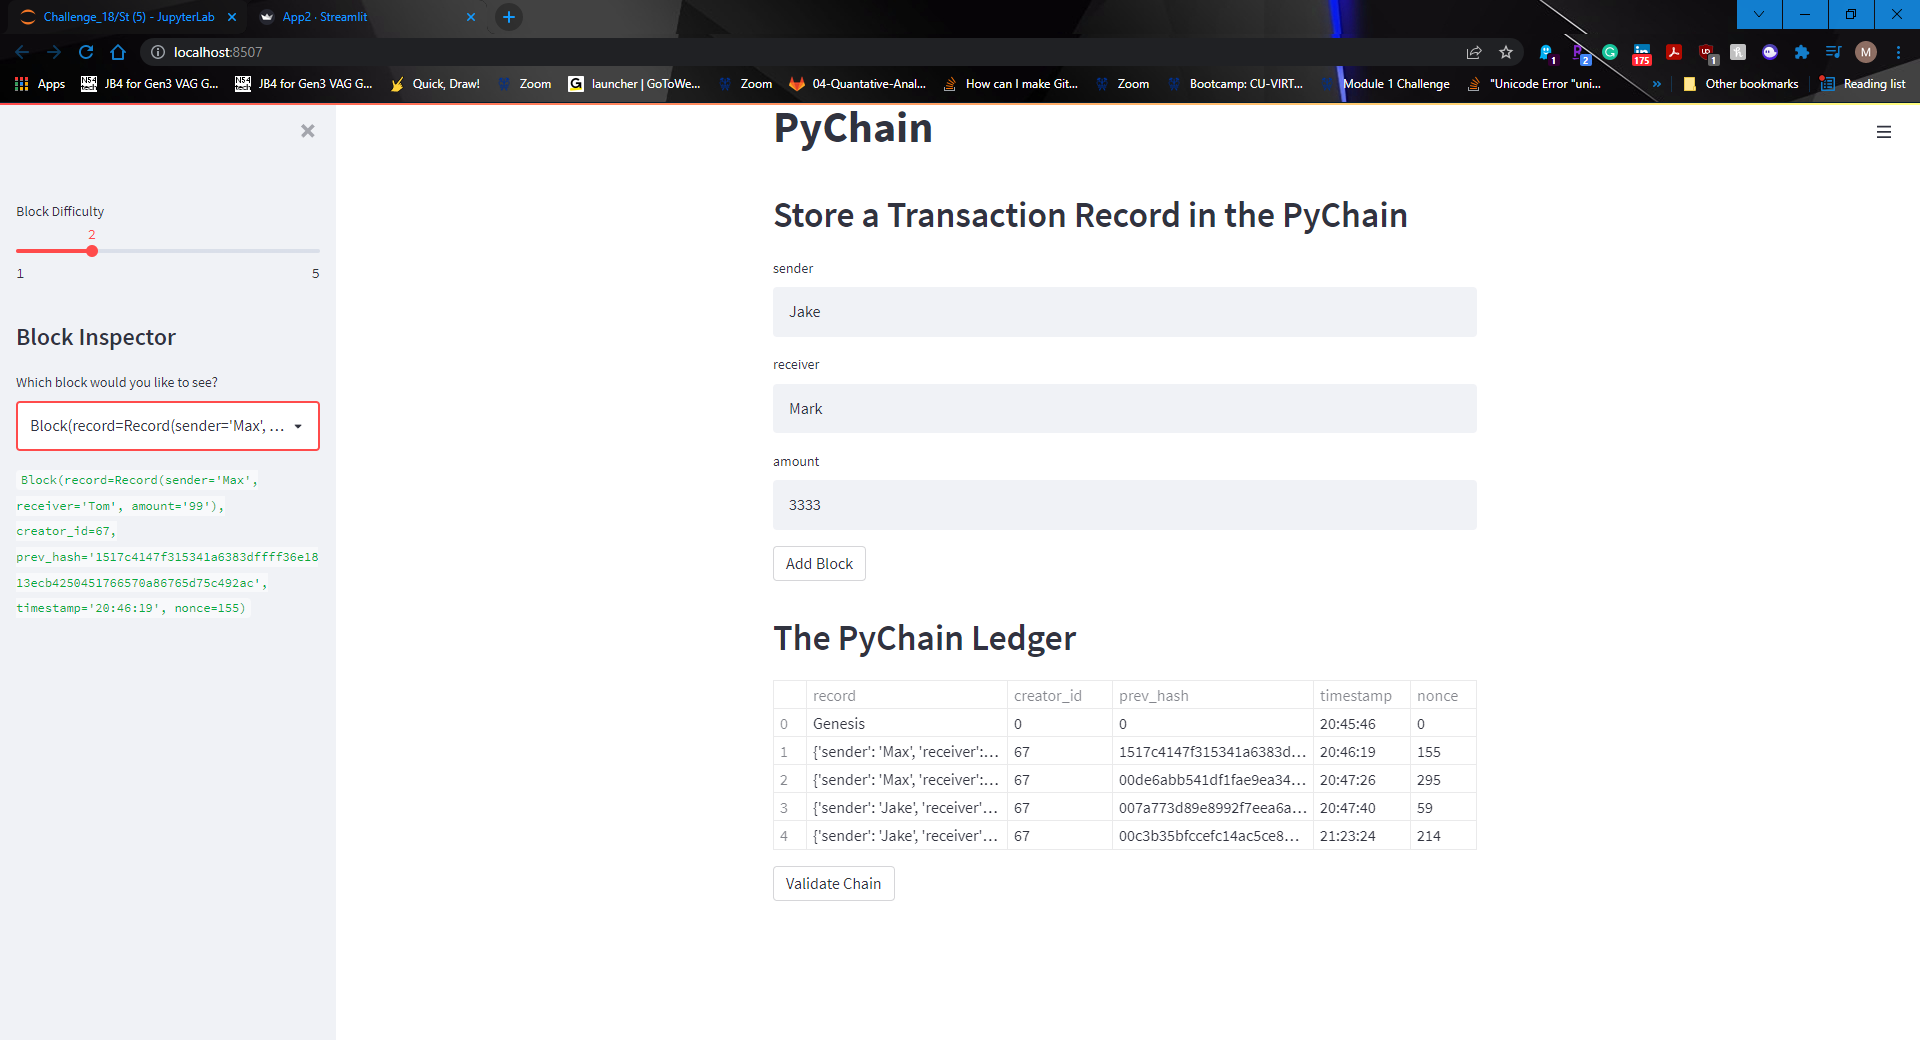 Challenge_18/St (5) - JupyterLab
App2 · Streamlit
localhost:8507
1
2
175
1
M
Apps
JB4 for Gen3 VAG G...
JB4 for Gen3 VAG G...
Quick, Draw!
Zoom
launcher | GoToWe...
Zoom
04-Quantative-Anal...
How can I make Git...
Zoom
Bootcamp: CU-VIRT...
Module 1 Challenge
"Unicode Error "uni...
»
Other bookmarks
Reading list
Block Difficulty
2
1 5
Block Inspector
Which block would you like to see?
Block(record=Record(sender='Max', ...
Block(record=Record(sender='Max',
receiver='Tom', amount='99'),
creator_id=67,
prev_hash='1517c4147f315341a6383dffff36e18
13ecb4250451766570a86765d75c492ac',
timestamp='20:46:19', nonce=155)
PyChain
Store a Transaction Record in the PyChain
sender
Jake
receiver
Mark
amount
3333
Add Block
The PyChain Ledger
record creator_id prev_hash timestamp nonce
0 Genesis 0 0 20:45:46 0
1 {'sender': 'Max', 'receiver':... 67 1517c4147f315341a6383d... 20:46:19 155
2 {'sender': 'Max', 'receiver':... 67 00de6abb541df1fae9ea34... 20:47:26 295
3 {'sender': 'Jake', 'receiver'... 67 007a773d89e8992f7eea6a... 20:47:40 59
4 {'sender': 'Jake', 'receiver'... 67 00c3b35bfccefc14ac5ce8... 21:23:24 214
Validate Chain